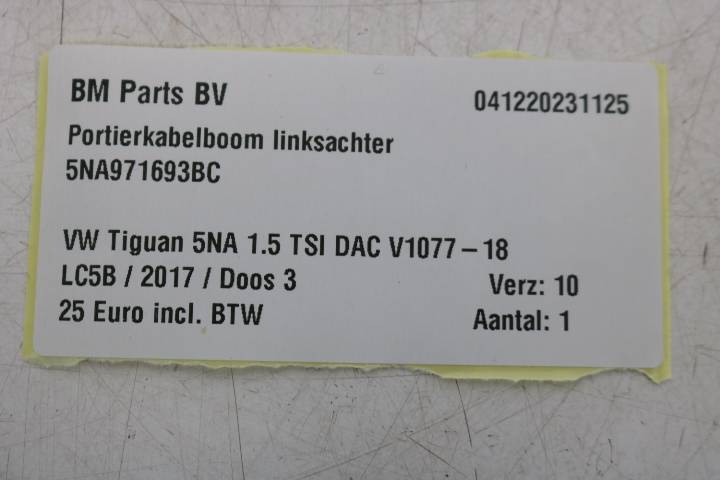 BM Parts BV 041220231125
Portierkabelboom linksachter
5NA971693BC
VW Tiguan 5NA 1.5 TSI DAC V1077 – 18
LC5B / 2017 / Doos 3 Verz: 10
25 Euro incl. BTW Aantal: 1